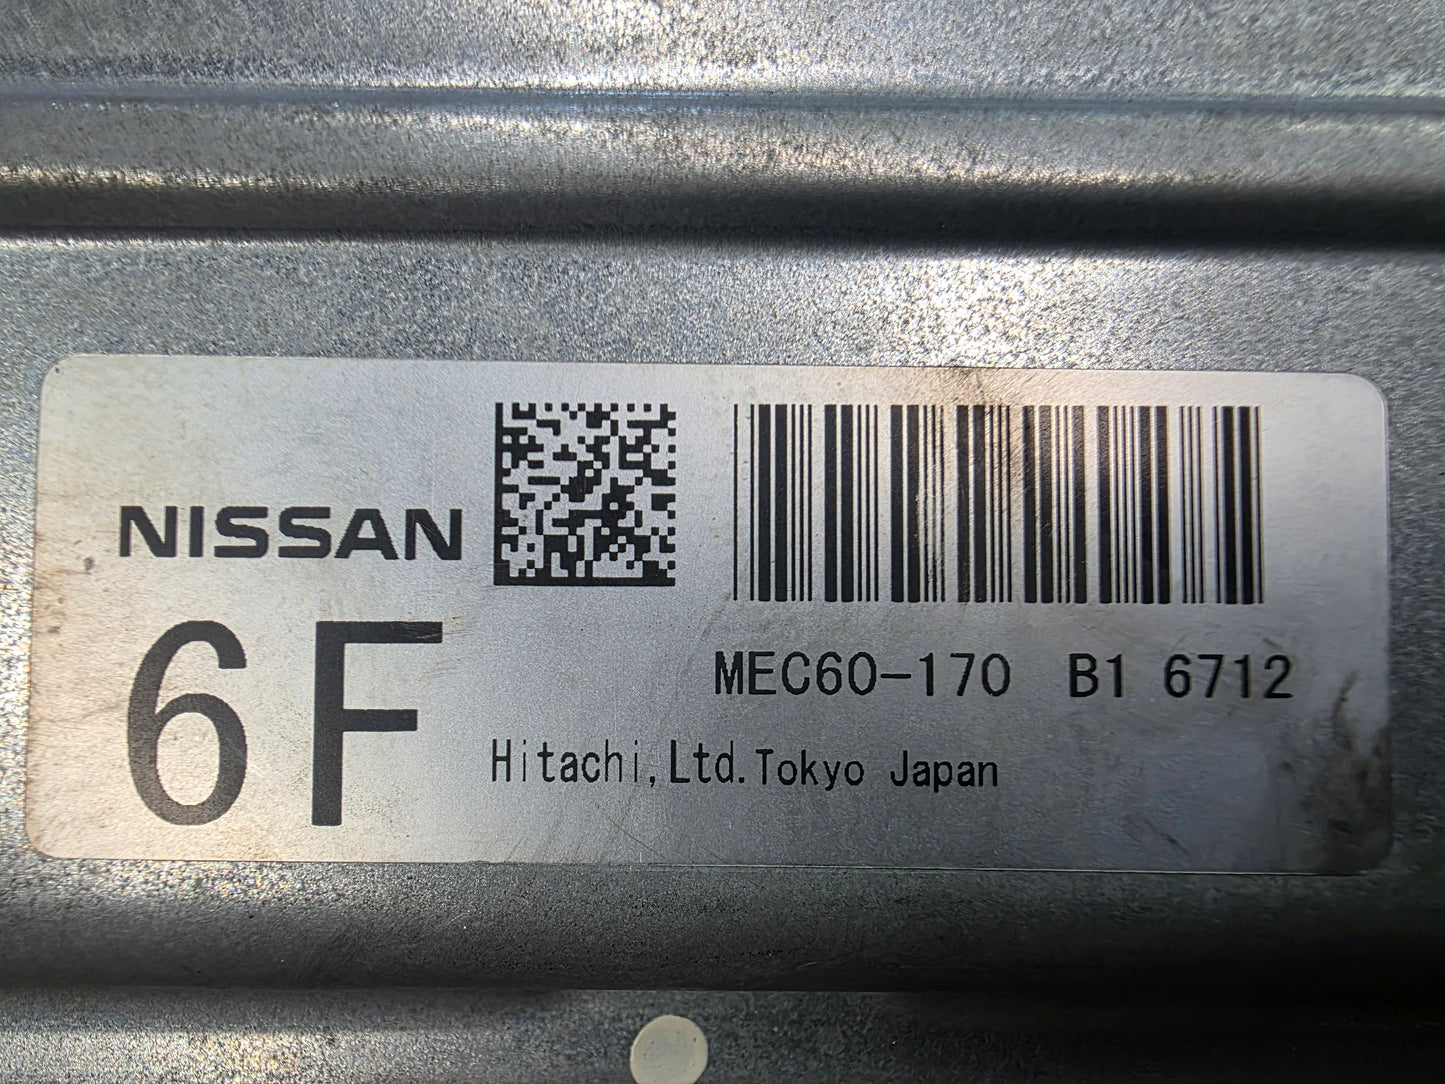 NISSAN
6F
MEC60-170 B1 6712
Hitachi,Ltd.Tokyo Japan